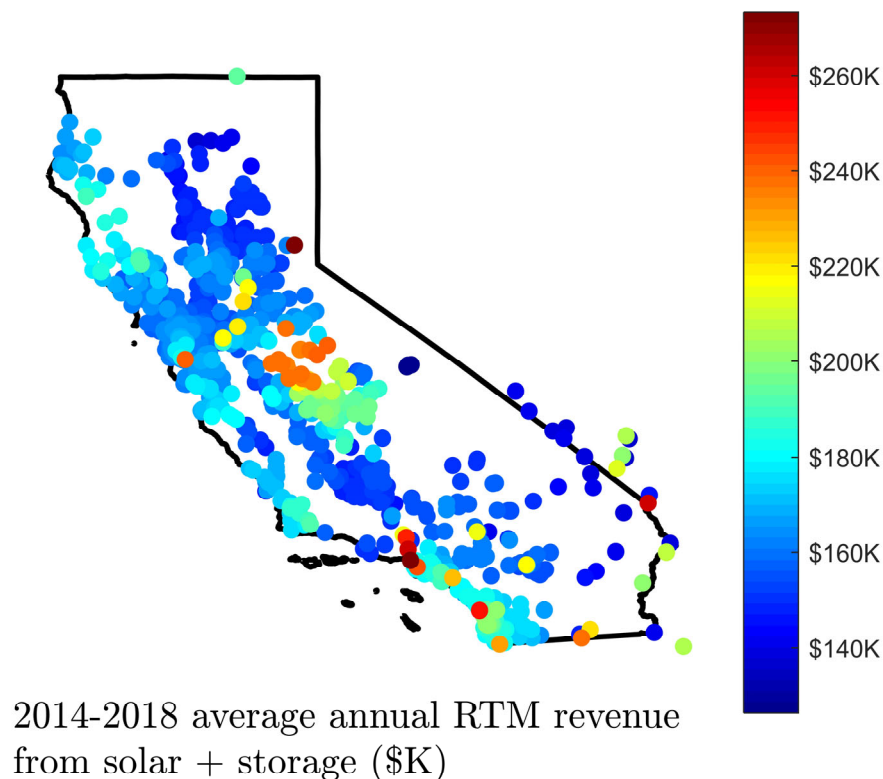 $260K
$240K
$220K
$200K
$180K
$160K
$140K
2014-2018 average annual RTM revenue
from solar + storage ($K)